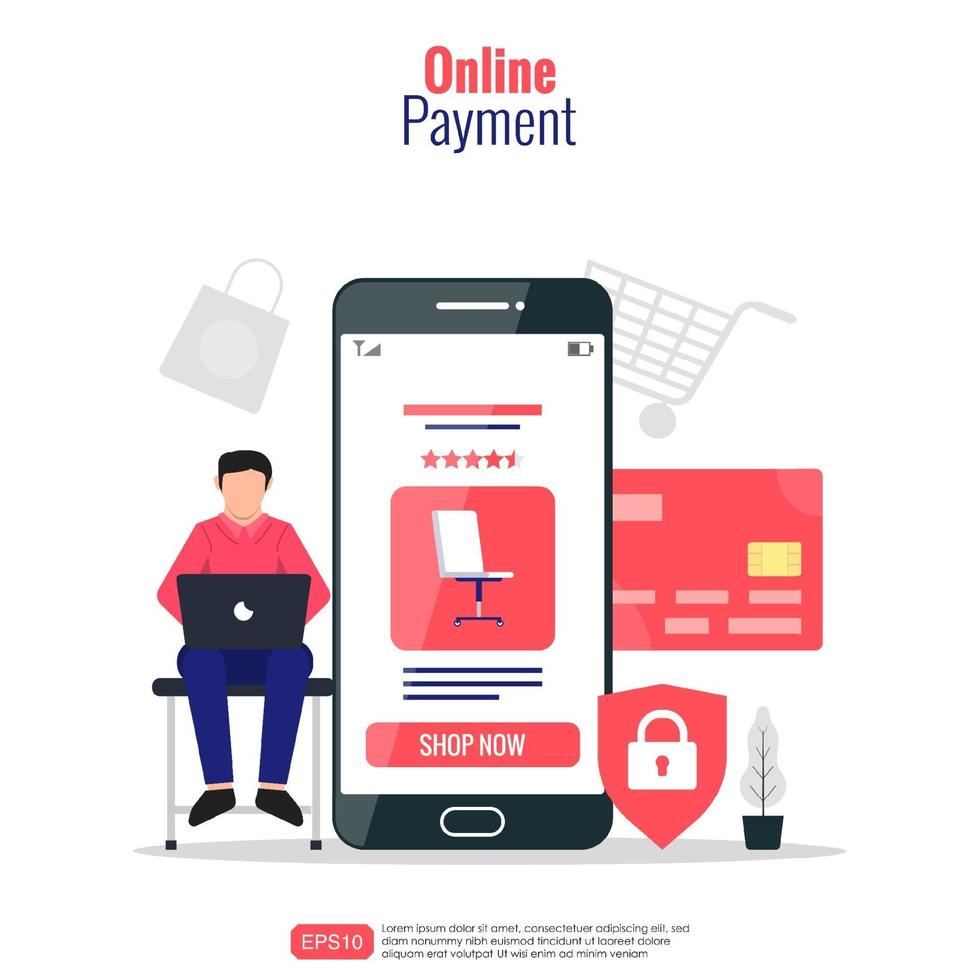 Online
Payment
SHOP NOW
EPS10
Lorem ipsum dolor sit amet, consectetuer adipiscing elit, sed
diam nonummy nibh euismod tincidunt ut laoreet dolore
aliquam erat volutpat Ut wisi enim ad minim veniam